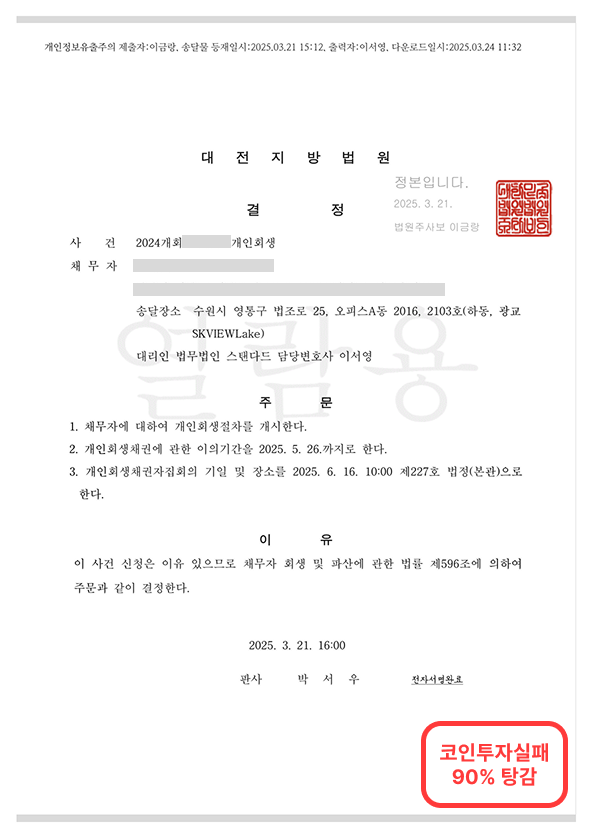 개인정보유출주의 제출자:이금랑, 송달물 등재일시:2025.03.21 15:12, 출력자:이서영, 다운로드일시:2025.03.24 11:32
대 전 지 방 법 원
정본입니다.
결 정
2025. 3. 21.
법원주사보 이금랑
사 건 2024개회 개인회생
채 무 자
송달장소 수원시 영통구 법조로 25, 오피스A동 2016, 2103호(하동, 광교
SKVIEWLake)
대리인 법무법인 스탠다드 담당변호사 이서영
열람용
주 문
1. 채무자에 대하여 개인회생절차를 개시한다.
2. 개인회생채권에 관한 이의기간을 2025. 5. 26.까지로 한다.
3. 개인회생채권자집회의 기일 및 장소를 2025. 6. 16. 10:00 제227호 법정(본관)으로
한다.
이 유
이 사건 신청은 이유 있으므로 채무자 회생 및 파산에 관한 법률 제596조에 의하여
주문과 같이 결정한다.
2025. 3. 21. 16:00
판사 박 서 우 전자서명완료
코인투자실패
90% 탕감